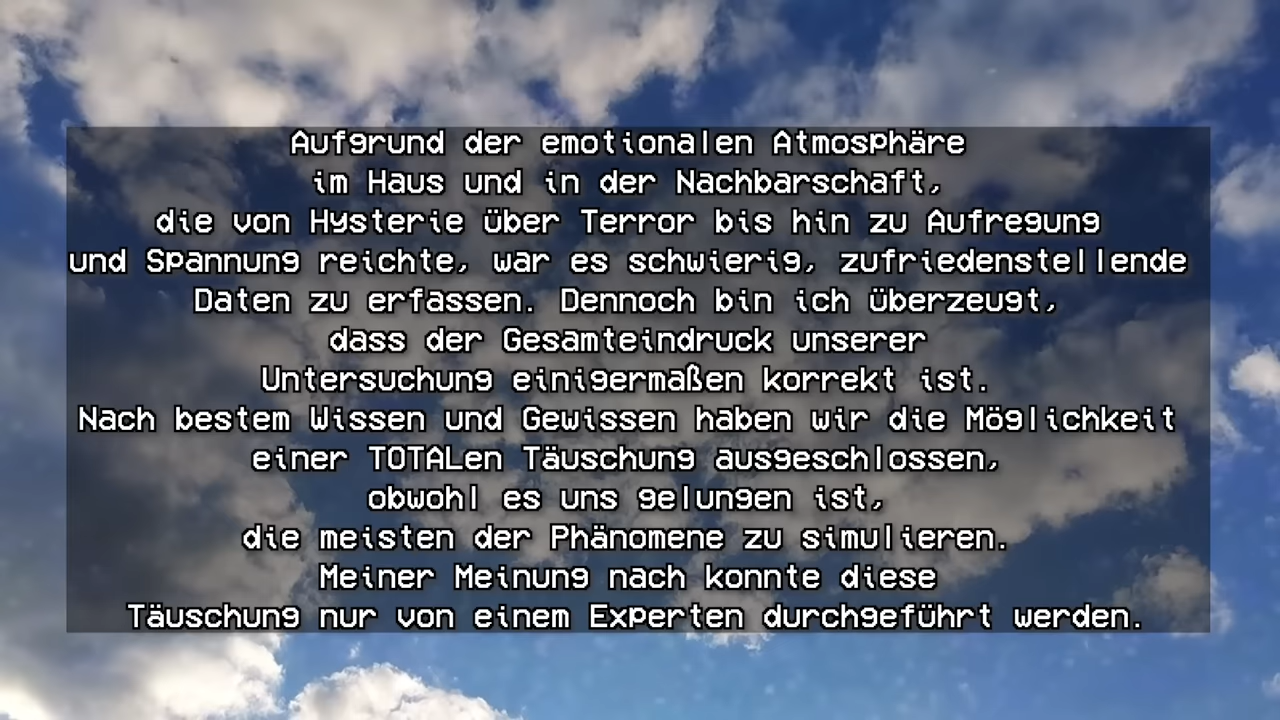 Aufgrund der emotionalen Atmosphäre
im Haus und in der Nachbarschaft,
die von Hysterie über Terror bis hin zu Aufregung
und Spannung reichte, war es schwierig, zufriedenstellende
Daten zu erfassen. Dennoch bin ich überzeugt,
dass der Gesamteindruck unserer
Untersuchung einigermaßen korrekt ist.
Nach bestem Wissen und Gewissen haben wir die Möglichkeit
einer TOTALen Täuschung ausgeschlossen,
obwohl es uns gelungen ist,
die meisten der Phänomene zu simulieren.
Meiner Meinung nach konnte diese
Täuschung nur von einem Experten durchgeführt werden.